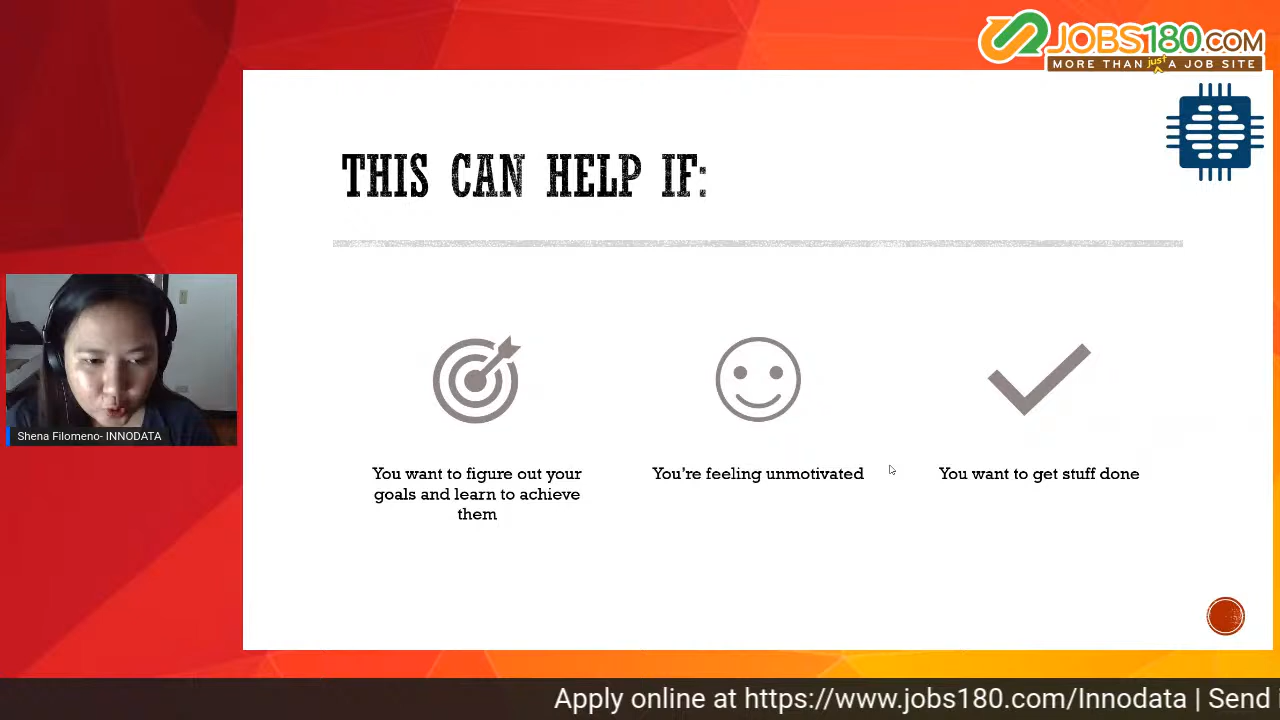 JOBS180.COM
MORE THAN just A JOB SITE
THIS CAN HELP IF:
You want to figure out your
goals and learn to achieve
them
You're feeling unmotivated
You want to get stuff done
Shena Filomeno- INNODATA
Apply online at https://www.jobs180.com/Innodata | Send